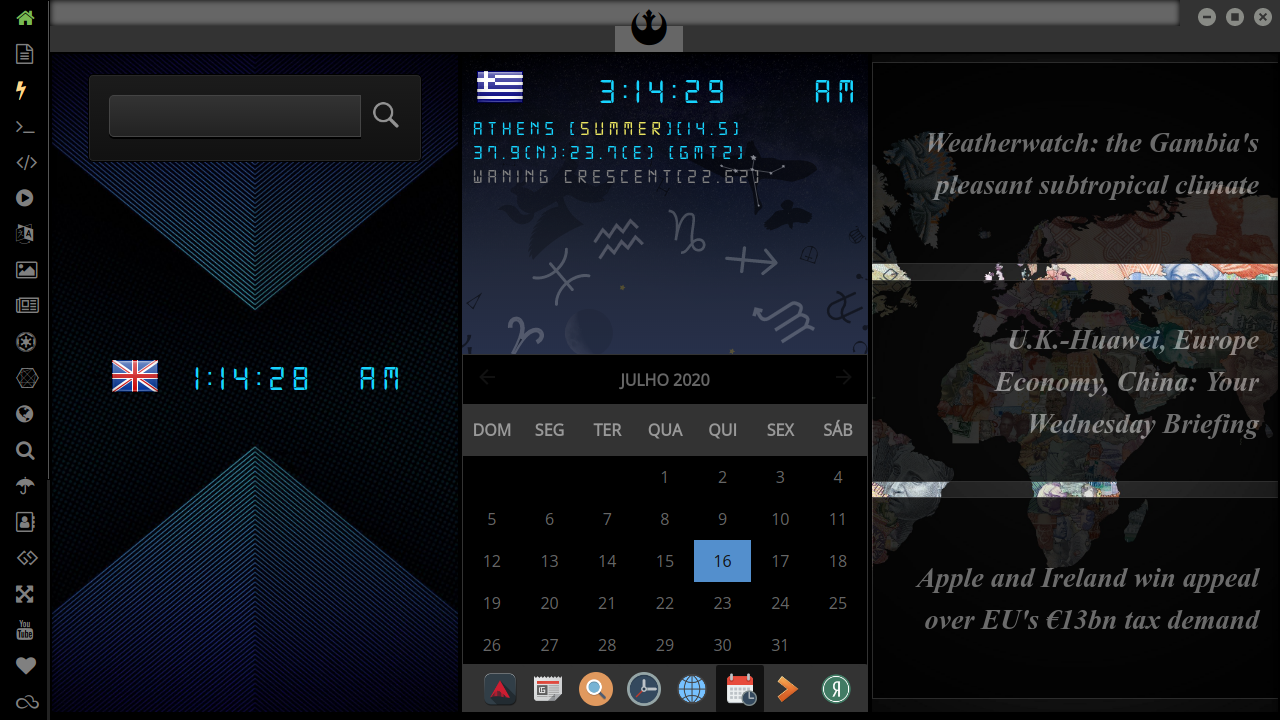 3:14:29 AM
ATHENS (SUMMER)(14.5)
37.9(N):23.7(E) (GMT2)
WANING CRESCENT(22.62)
1:14:28 AM
JULHO 2020
DOM SEG TER QUA QUI SEX SÁB
1 2 3 4
5 6 7 8 9 10 11
12 13 14 15 16 17 18
19 20 21 22 23 24 25
26 27 28 29 30 31
Weatherwatch: the Gambia's
pleasant subtropical climate
U.K.-Huawei, Europe
Economy, China: Your
Wednesday Briefing
Apple and Ireland win appeal
over EU's €13bn tax demand
You
Tube
Я